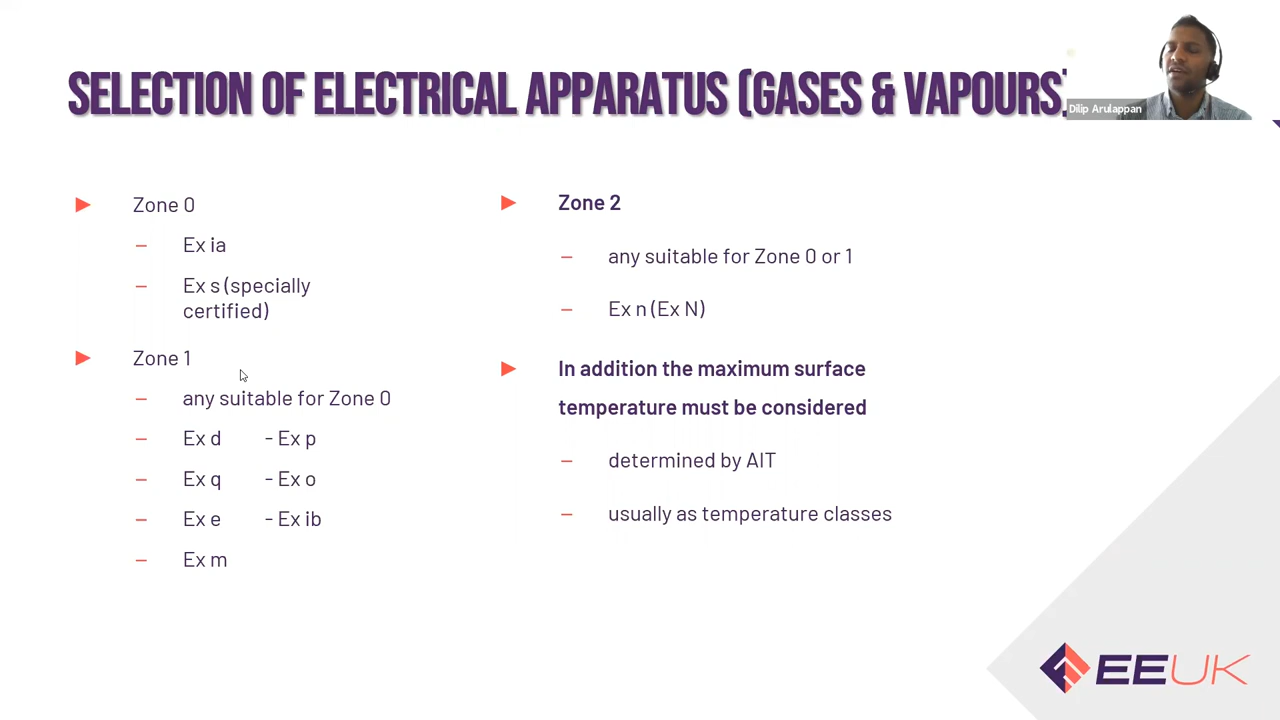 SELECTION OF ELECTRICAL APPARATUS (GASES & VAPOURS)
Dilip Arulappan
Zone 0
– Ex ia
– Ex s (specially
certified)
Zone 1
– any suitable for Zone 0
– Ex d - Ex p
– Ex q - Ex o
– Ex e - Ex ib
– Ex m
Zone 2
– any suitable for Zone 0 or 1
– Ex n (Ex N)
In addition the maximum surface
temperature must be considered
– determined by AIT
– usually as temperature classes
EEUK